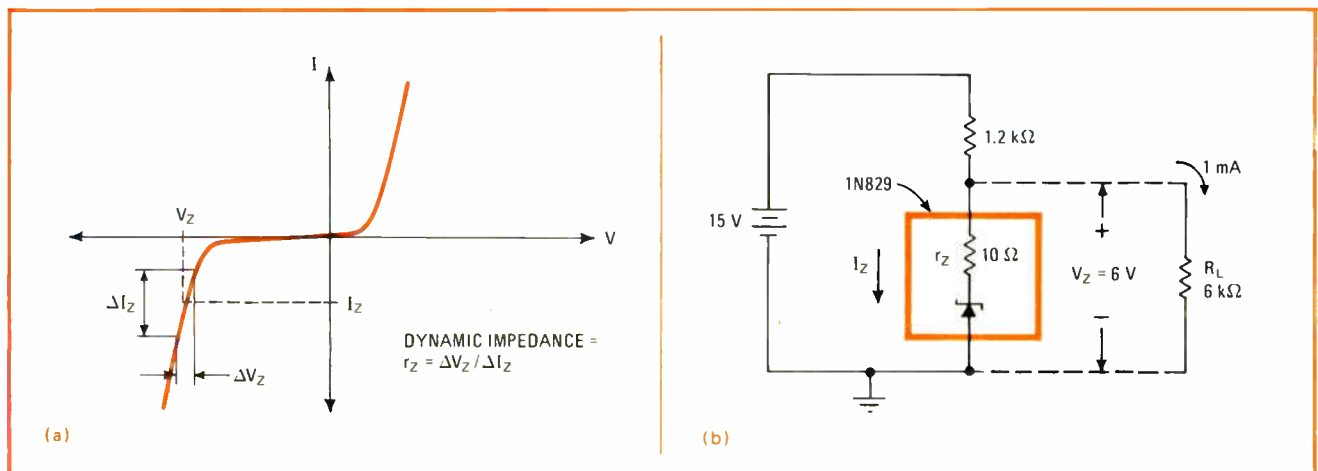 I
V_Z
V
ΔI_Z
I_Z
DYNAMIC IMPEDANCE =
r_Z = ΔV_Z/ΔI_Z
ΔV_Z
(a)
1.2 kΩ
1 mA
1N829
15 V
I_Z
r_Z
10 Ω
+
V_Z = 6 V
–
R_L
6 kΩ
(b)